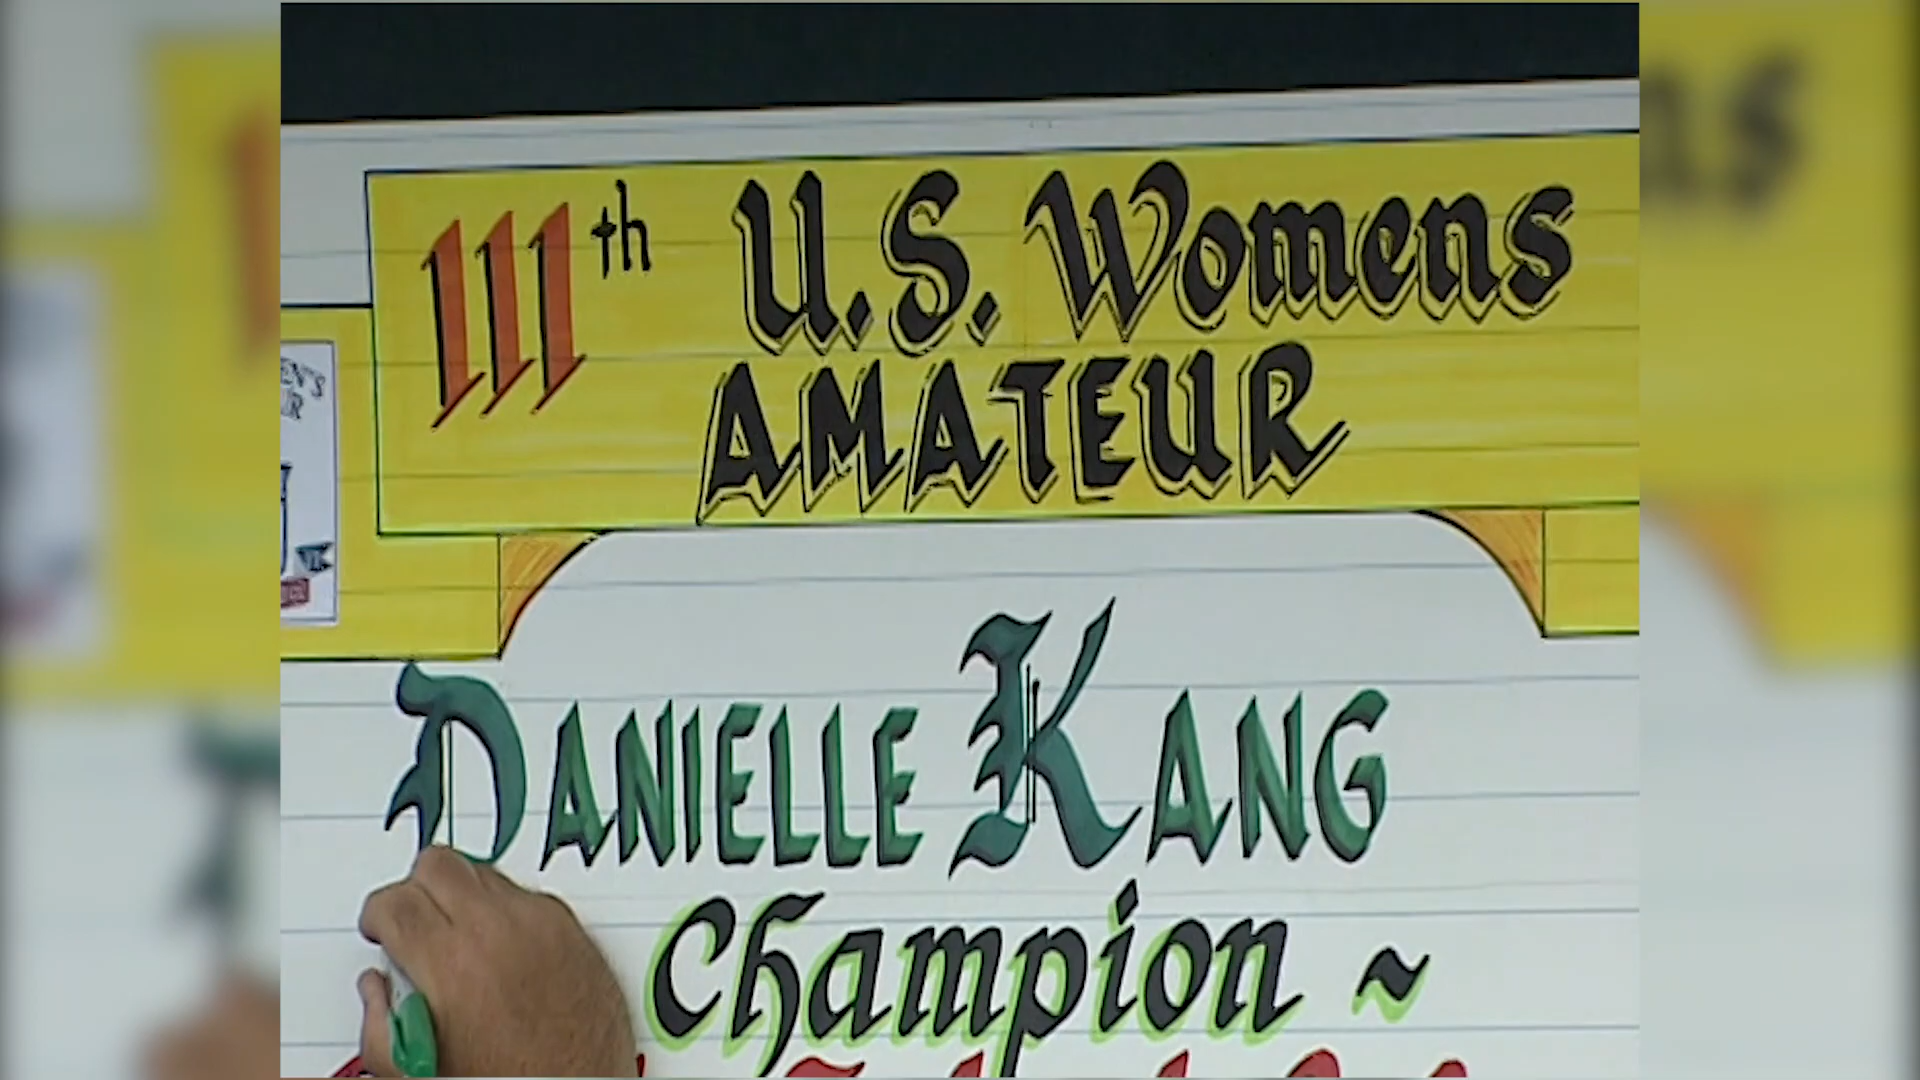 111th U.S. Womens
AMATEUR
DANIELLE KANG
Champion ~